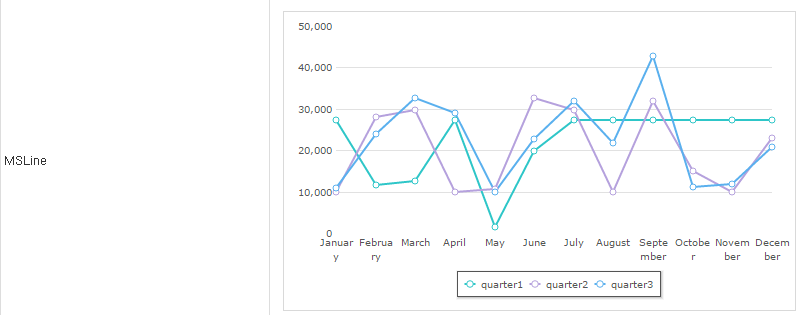 MSLine
50,000
40,000
30,000
20,000
10,000
0
Januar Februa March April May June July August Septe Octobe Novem Decem
y ry mber r ber ber
quarter1 quarter2 quarter3